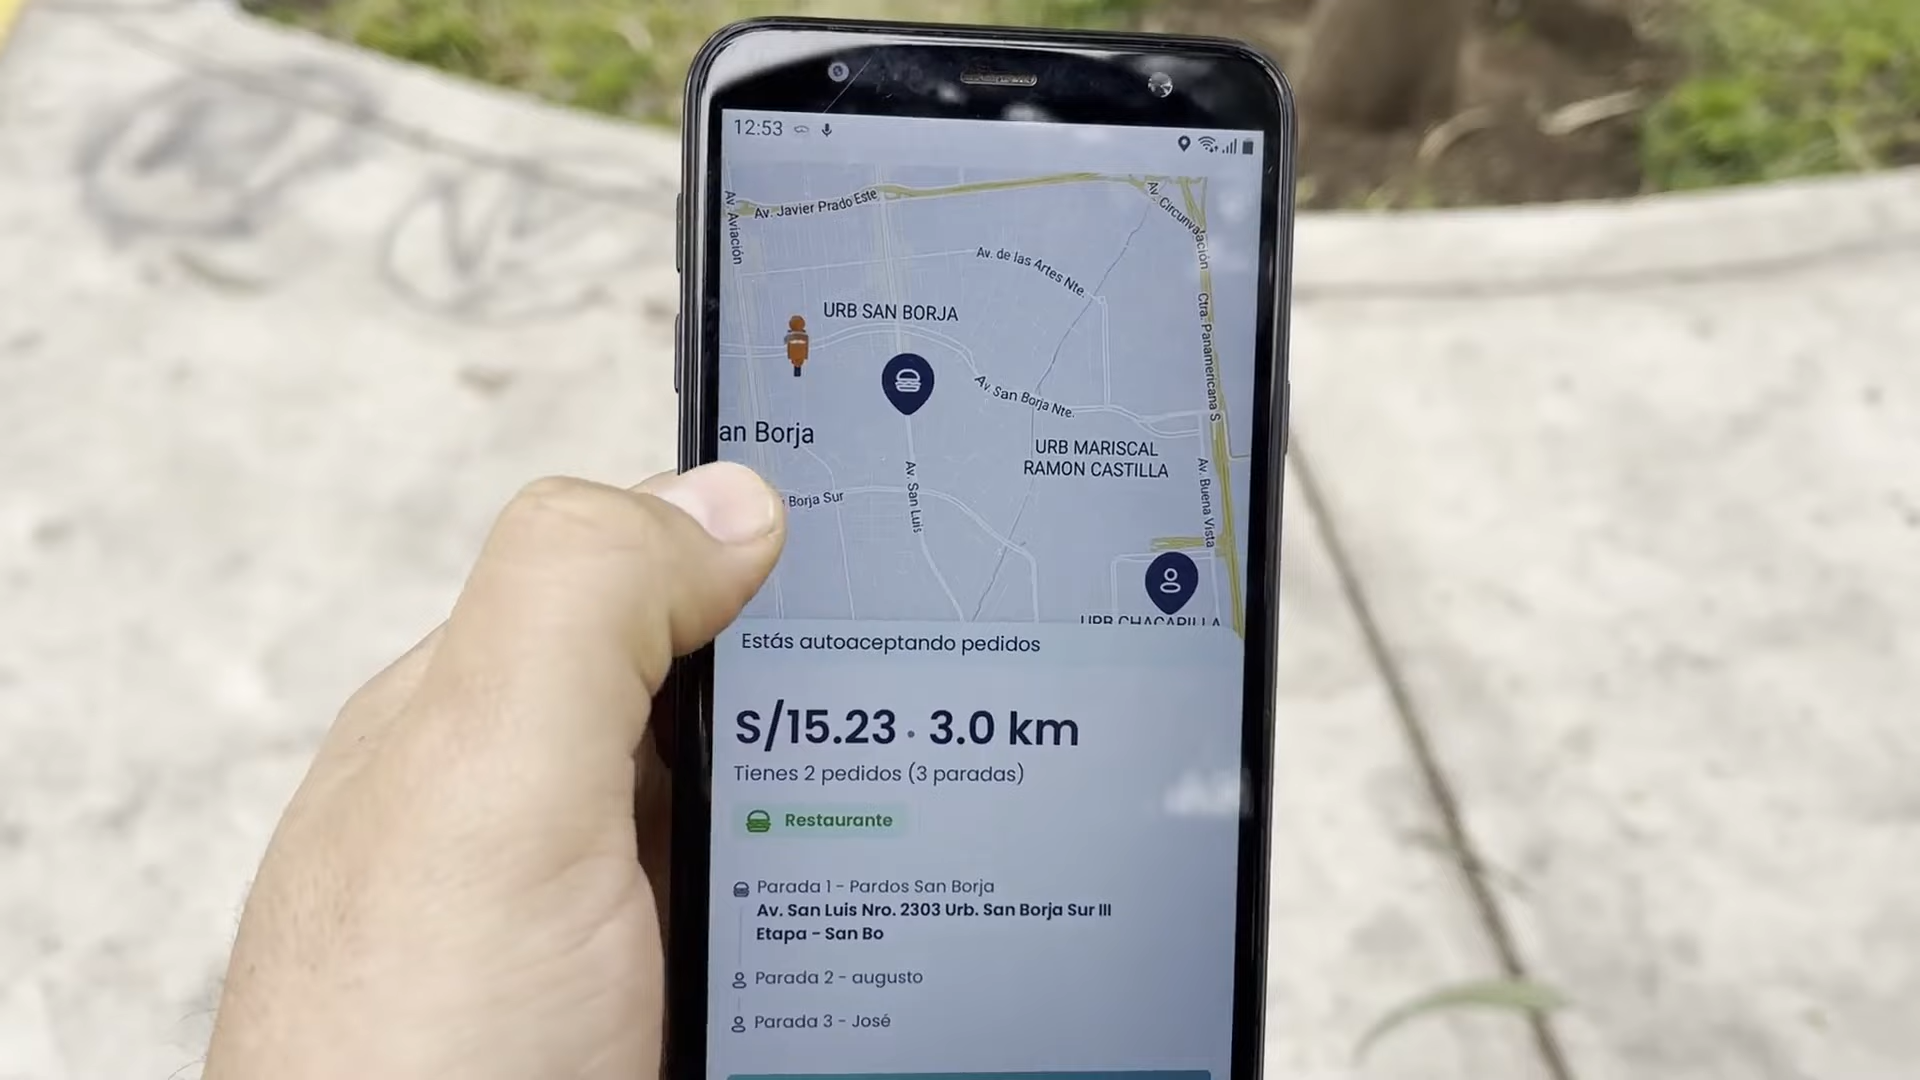 12:53
Av. Aviación
Av. Javier Prado Este
Av. Circunvalación
Av. de las Artes Nte.
URB SAN BORJA
Ctra. Panamericana S
Av. San Borja Nte.
an Borja
URB MARISCAL
RAMON CASTILLA
Borja Sur
Av. San Luis
Av. Buena Vista
URB CHACARILLA
Estás autoaceptando pedidos
S/15.23 · 3.0 km
Tienes 2 pedidos (3 paradas)
Restaurante
Parada 1 - Pardos San Borja
Av. San Luis Nro. 2303 Urb. San Borja Sur III
Etapa - San Bo
Parada 2 - augusto
Parada 3 - José